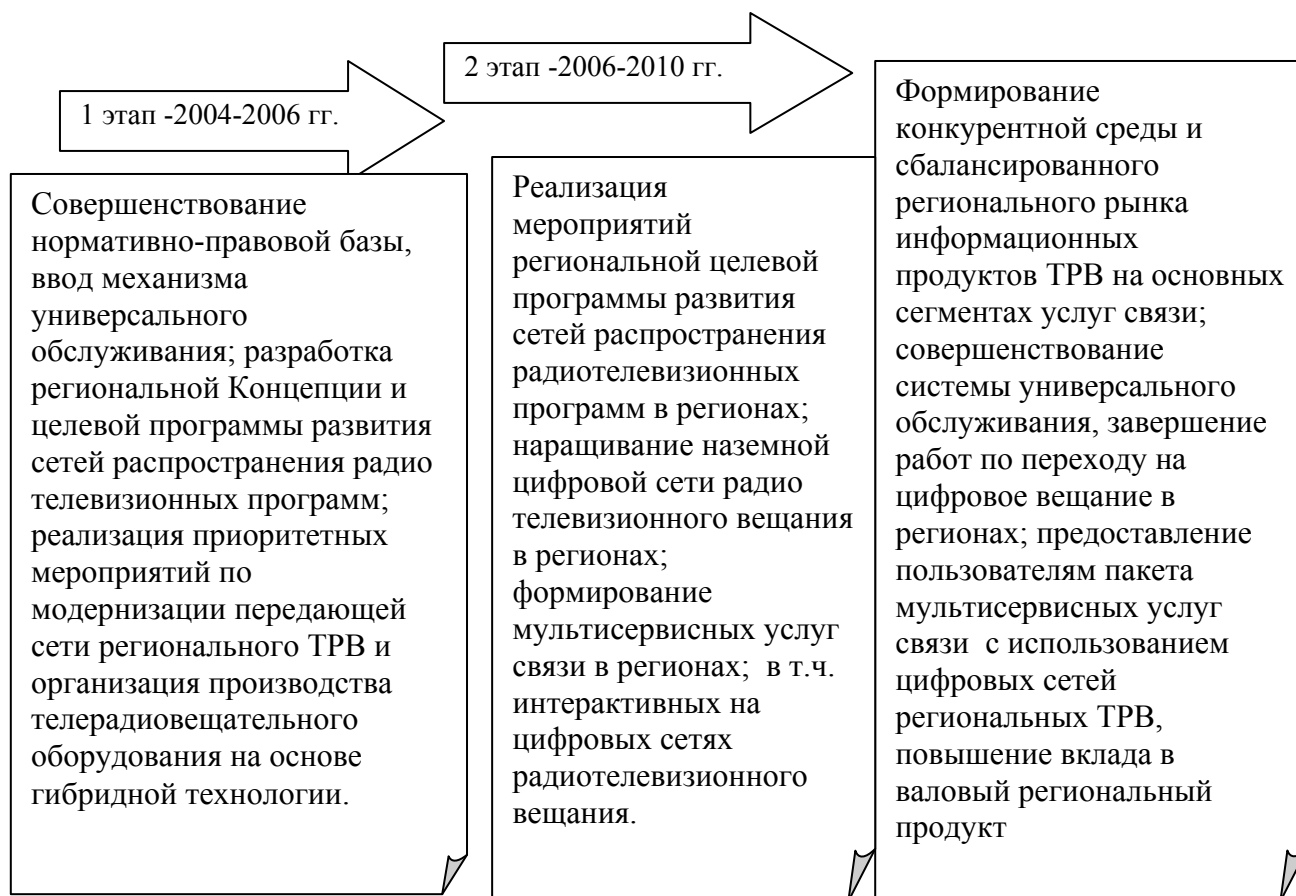 1 этап -2004-2006 гг.
2 этап -2006-2010 гг.
Совершенствование
нормативно-правовой базы,
ввод механизма
универсального
обслуживания; разработка
региональной Концепции и
целевой программы развития
сетей распространения радио
телевизионных программ;
реализация приоритетных
мероприятий по
модернизации передающей
сети регионального ТРВ и
организация производства
телерадиовещательного
оборудования на основе
гибридной технологии.
Реализация
мероприятий
региональной целевой
программы развития
сетей распространения
радиотелевизионных
программ в регионах;
наращивание наземной
цифровой сети радио
телевизионного вещания
в регионах;
формирование
мультисервисных услуг
связи в регионах; в т.ч.
интерактивных на
цифровых сетях
радиотелевизионного
вещания.
Формирование
конкурентной среды и
сбалансированного
регионального рынка
информационных
продуктов ТРВ на основных
сегментах услуг связи;
совершенствование
системы универсального
обслуживания, завершение
работ по переходу на
цифровое вещание в
регионах; предоставление
пользователям пакета
мультисервисных услуг
связи с использованием
цифровых сетей
региональных ТРВ,
повышение вклада в
валовый региональный
продукт